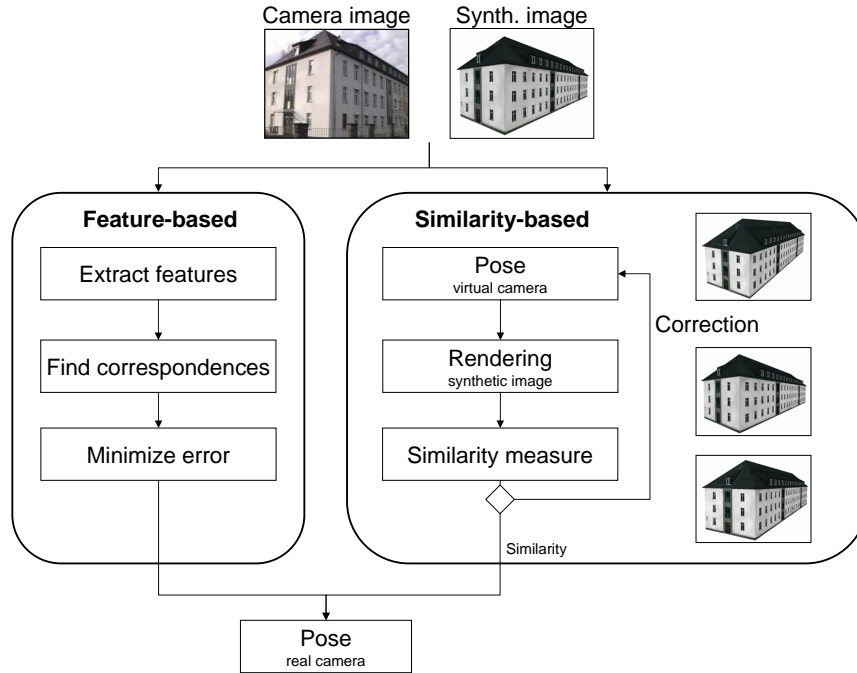 Camera image
Synth. image
Feature-based
Extract features
Find correspondences
Minimize error
Similarity-based
Pose
virtual camera
Rendering
synthetic image
Similarity measure
Correction
Similarity
Pose
real camera